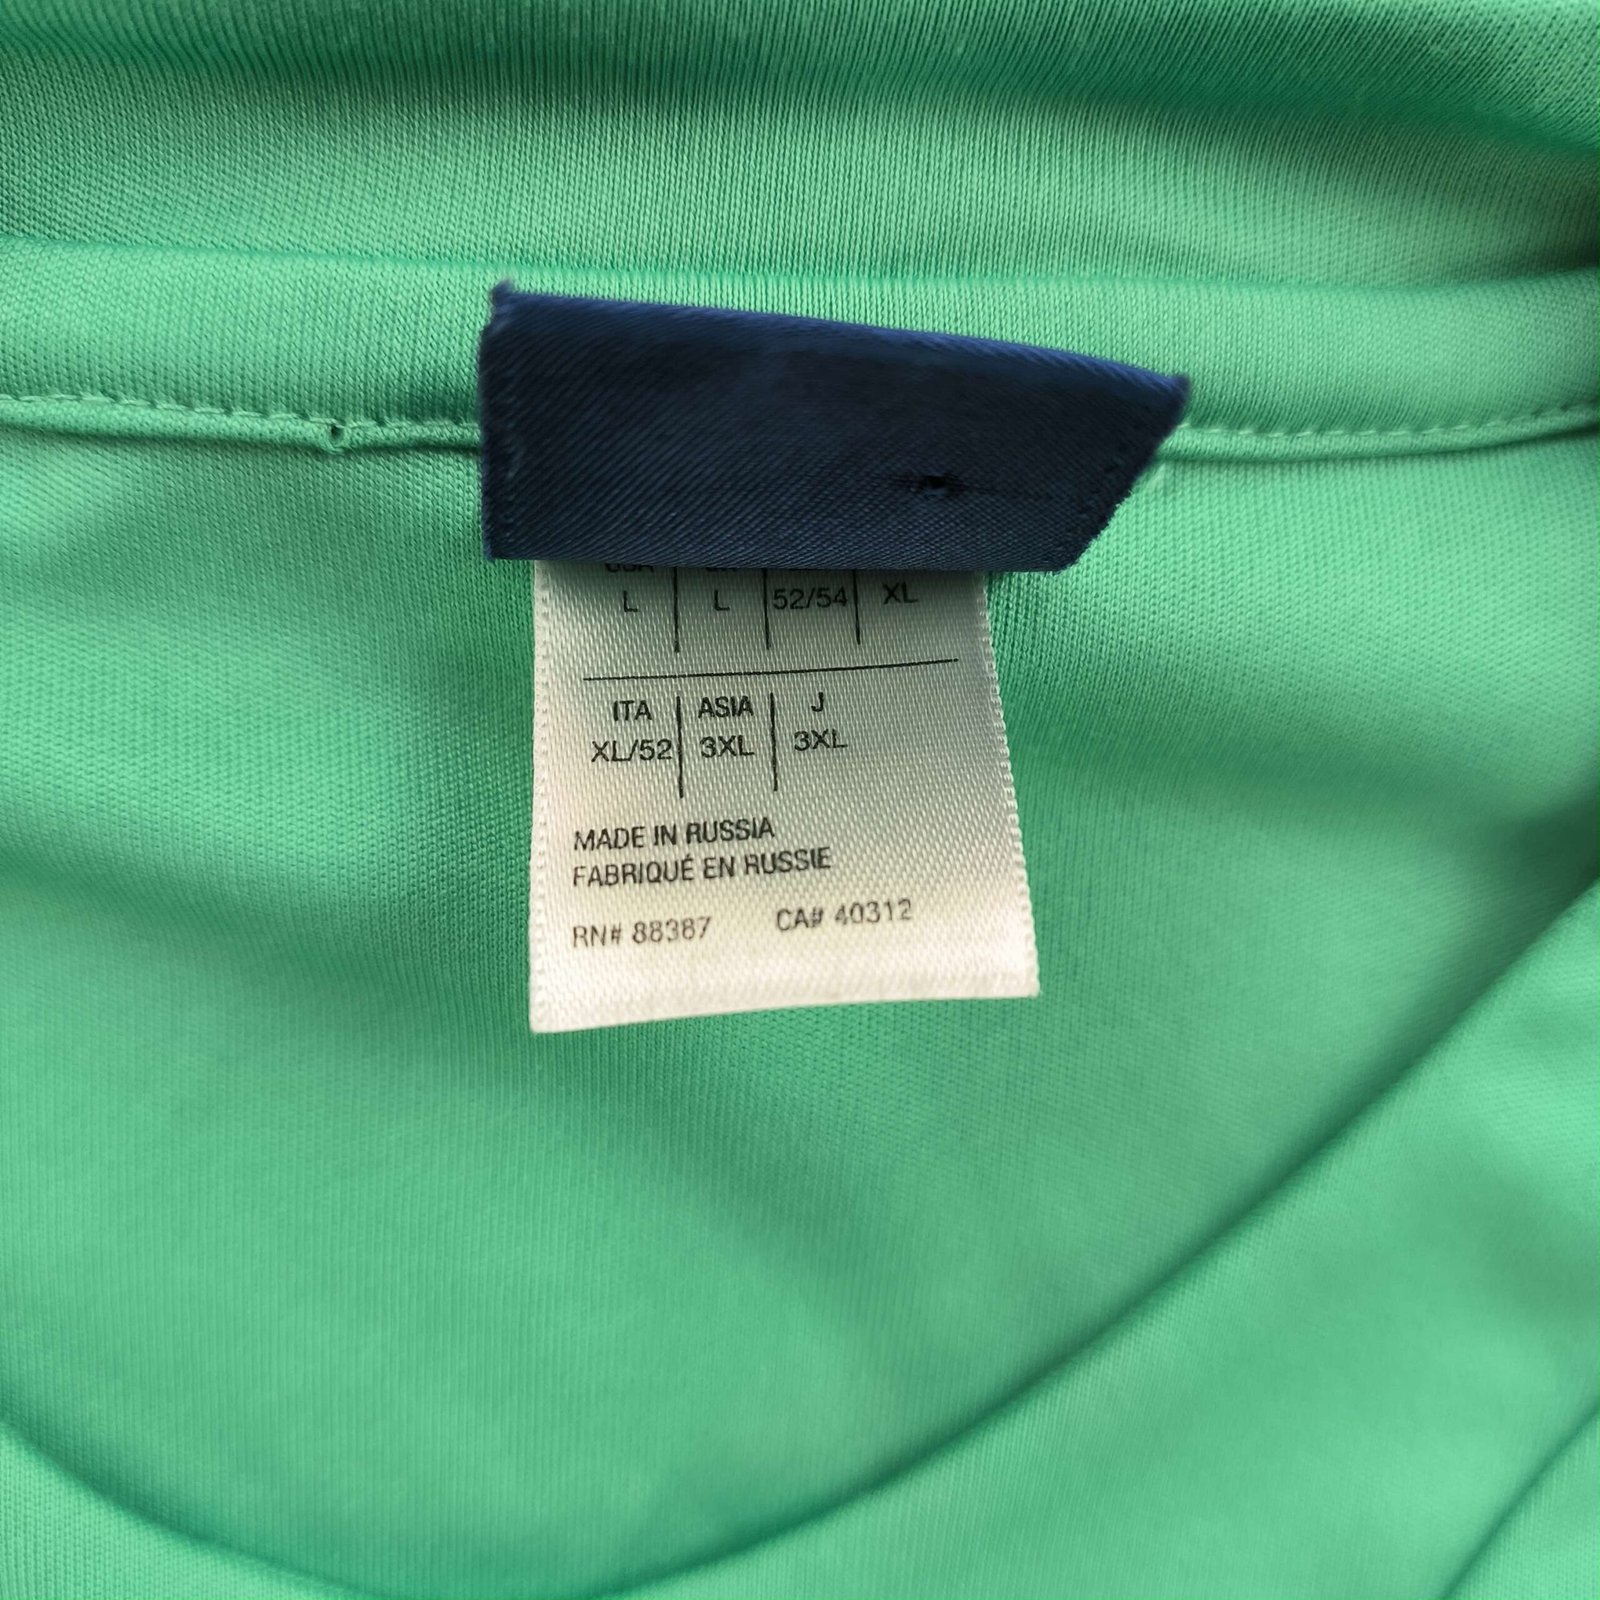 L L 52/54 XL
ITA ASIA J
XL/52 3XL 3XL
MADE IN RUSSIA
FABRIQUÉ EN RUSSIE
RN# 88387 CA# 40312